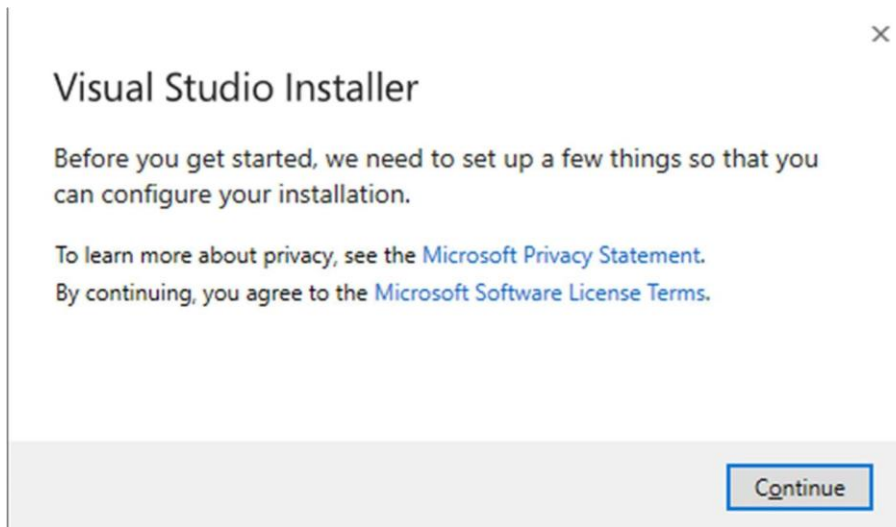 Visual Studio Installer
Before you get started, we need to set up a few things so that you
can configure your installation.
To learn more about privacy, see the Microsoft Privacy Statement.
By continuing, you agree to the Microsoft Software License Terms.
Continue